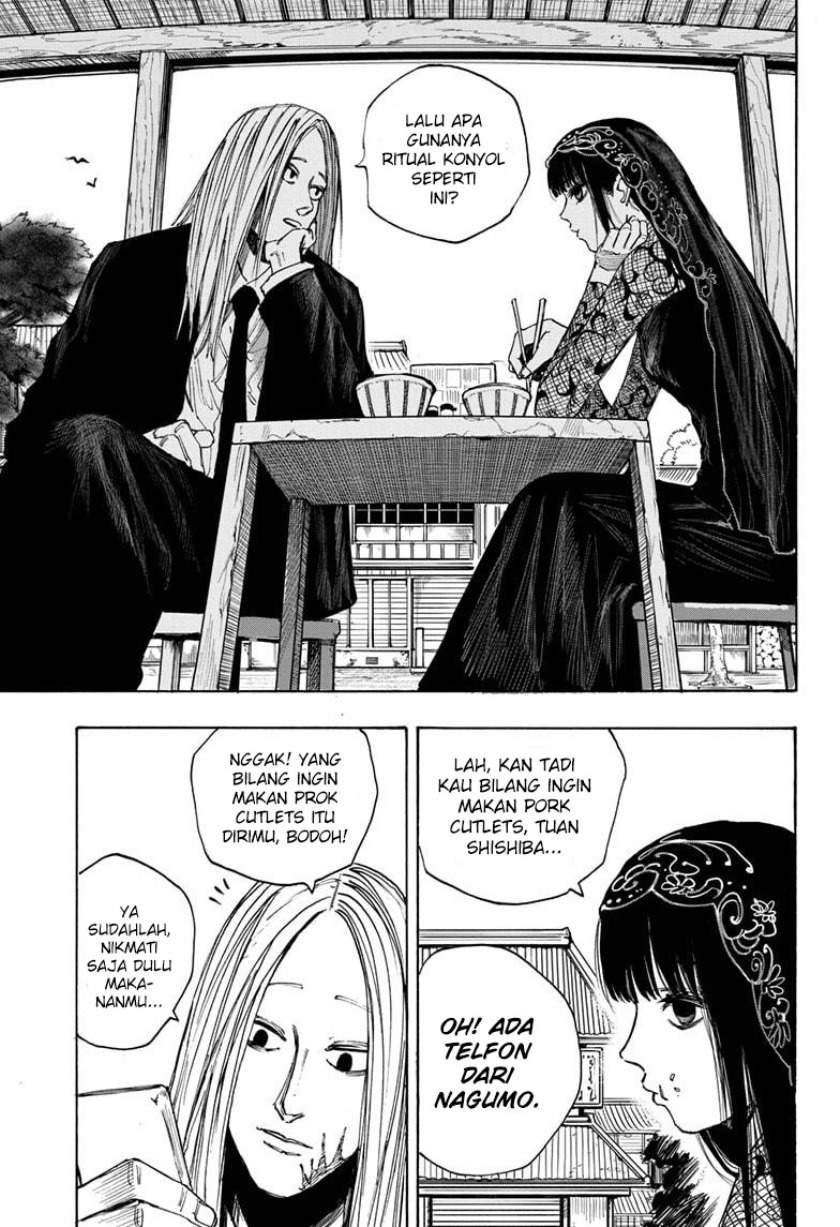 LALU APA
GUNANYA
RITUAL KONYOL
SEPERTI
INI?
LAH, KAN TADI
KAU BILANG INGIN
MAKAN PORK
CUTLETS, TUAN
SHISHIBA...
OH! ADA
TELFON
DARI
NAGUMO.
NGGAK! YANG
BILANG INGIN
MAKAN PROK
CUTLETS ITU
DIRIMU, BODOH!
YA
SUDAHLAH,
NIKMATI
SAJA DULU
MAKA-
NANMU...